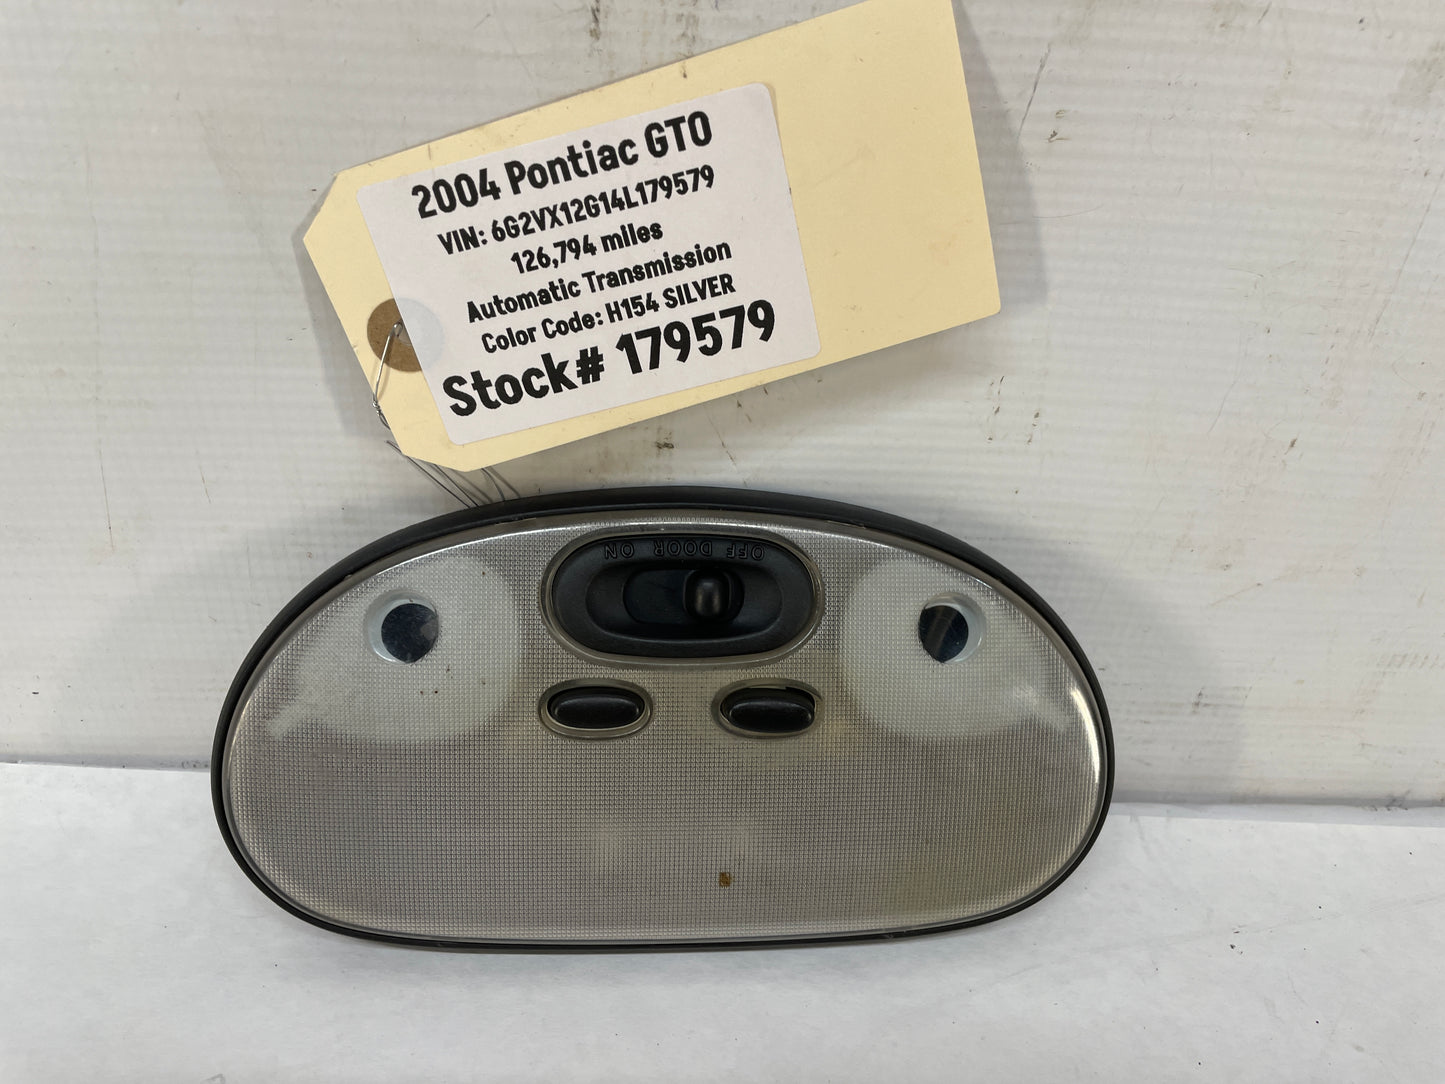 2004 Pontiac GTO
VIN: 6G2VX12G14L179579
126,794 miles
Automatic Transmission
Color Code: H154 SILVER
Stock# 179579
OFF DOOR ON